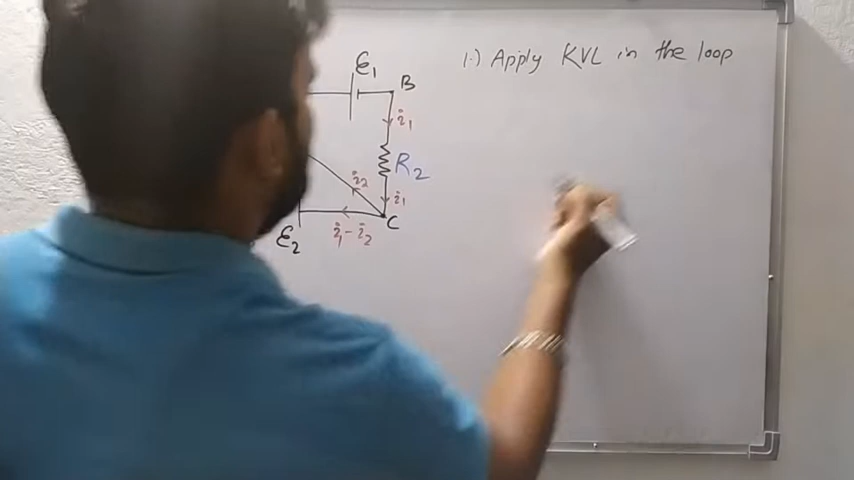 1.) Apply KVL in the loop
ε₁
B
i₁
R₂
i₂
i₁
C
i₁-i₂
ε₂